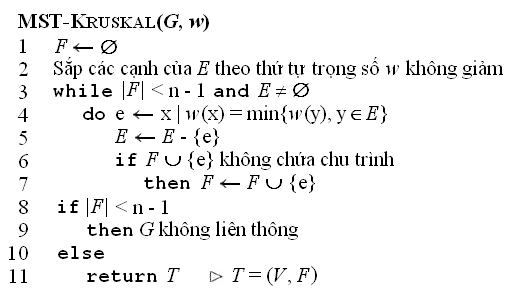 MST-KRUSKAL(G, w)
1 F ← ∅
2 Sắp các cạnh của E theo thứ tự trọng số w không giảm
3 while |F| < n - 1 and E ≠ ∅
4 do e ← x | w(x) = min{w(y), y ∈ E}
5 E ← E - {e}
6 if F ∪ {e} không chứa chu trình
7 then F ← F ∪ {e}
8 if |F| < n - 1
9 then G không liên thông
10 else
11 return T ▷ T = (V, F)